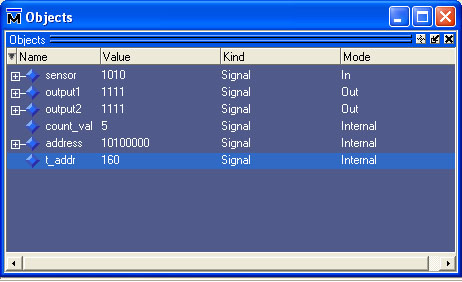 M Objects
Objects
Name Value Kind Mode
sensor 1010 Signal In
output1 1111 Signal Out
output2 1111 Signal Out
count_val 5 Signal Internal
address 10100000 Signal Internal
t_addr 160 Signal Internal